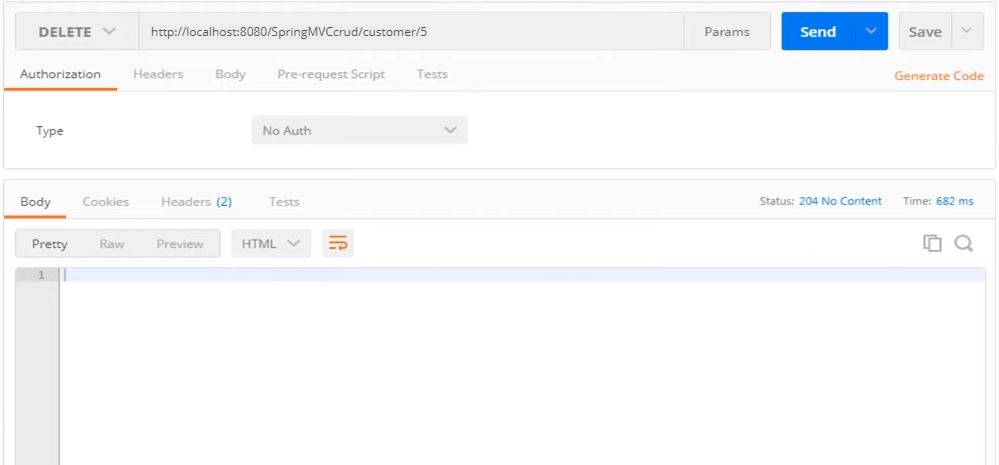 DELETE http://localhost:8080/SpringMVCcrud/customer/5 Params Send Save
Authorization Headers Body Pre-request Script Tests Generate Code
Type No Auth
Body Cookies Headers (2) Tests Status: 204 No Content Time: 682 ms
Pretty Raw Preview HTML
1